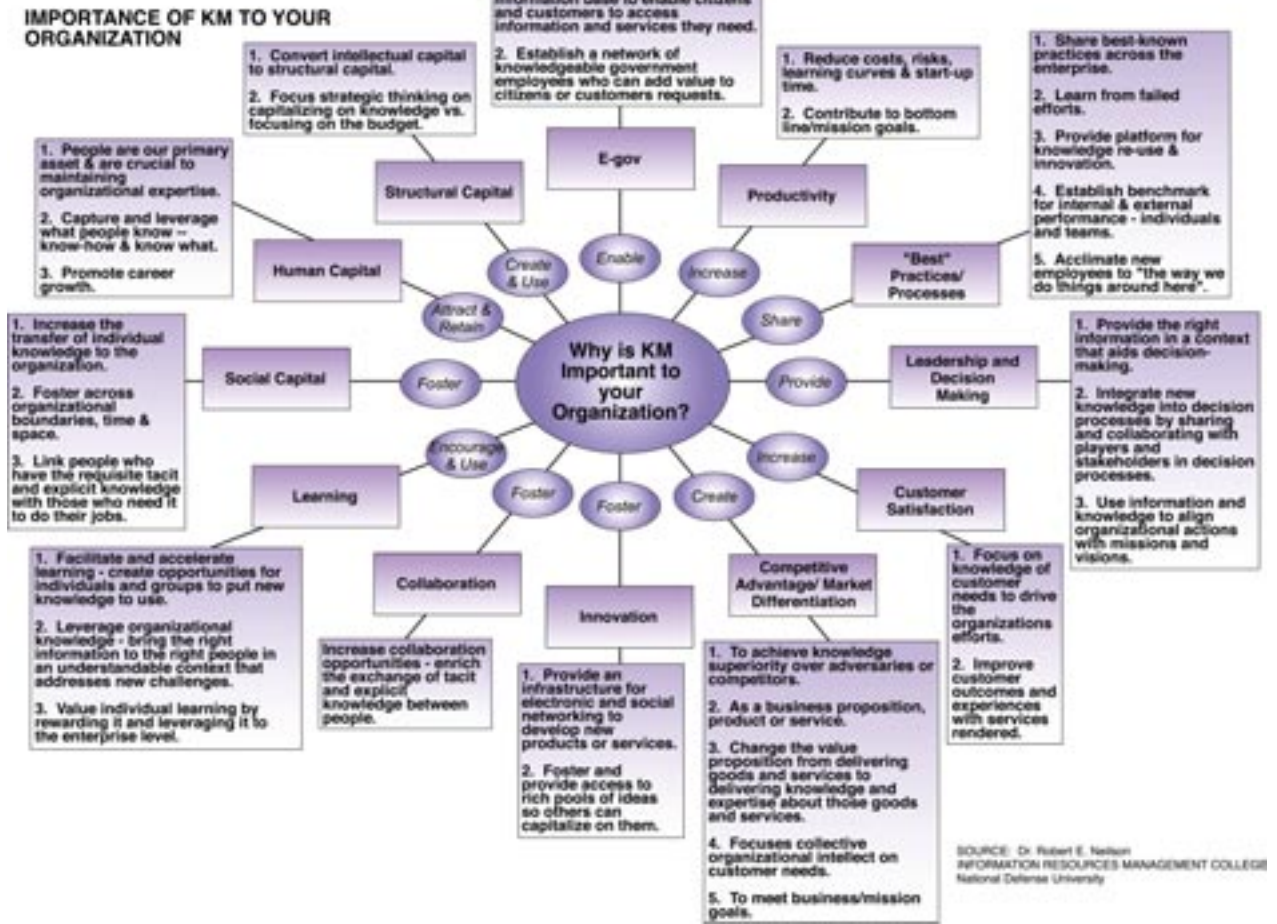 IMPORTANCE OF KM TO YOUR
ORGANIZATION
information base to enable citizens
and customers to access
information and services they need.
2. Establish a network of
knowledgeable government
employees who can add value to
citizens or customers requests.
1. Convert intellectual capital
to structural capital.
2. Focus strategic thinking on
capitalizing on knowledge vs.
focusing on the budget.
1. Reduce costs, risks,
learning curves & start-up
time.
2. Contribute to bottom
line/mission goals.
1. Share best-known
practices across the
enterprise.
2. Learn from failed
efforts.
3. Provide platform for
knowledge re-use &
innovation.
4. Establish benchmark
for internal & external
performance - individuals
and teams.
5. Acclimate new
employees to "the way we
do things around here".
1. People are our primary
asset & are crucial to
maintaining
organizational expertise.
2. Capture and leverage
what people know --
know-how & know what.
3. Promote career
growth.
Structural Capital
E-gov
Productivity
Human Capital
"Best"
Practices/
Processes
Create
& Use
Enable
Increase
Attract &
Retain
Share
1. Increase the
transfer of individual
knowledge to the
organization.
2. Foster across
organizational
boundaries, time &
space.
3. Link people who
have the requisite tacit
and explicit knowledge
with those who need it
to do their jobs.
Social Capital
Foster
Why is KM
Important to
your
Organization?
Provide
Leadership and
Decision
Making
1. Provide the right
information in a context
that aids decision-
making.
2. Integrate new
knowledge into decision
processes by sharing
and collaborating with
players and
stakeholders in decision
processes.
3. Use information and
knowledge to align
organizational actions
with missions and
visions.
Encourage
& Use
Foster
Foster
Create
Increase
Learning
Customer
Satisfaction
Collaboration
Innovation
Competitive
Advantage/ Market
Differentiation
1. Facilitate and accelerate
learning - create opportunities for
individuals and groups to put new
knowledge to use.
2. Leverage organizational
knowledge - bring the right
information to the right people in
an understandable context that
addresses new challenges.
3. Value individual learning by
rewarding it and leveraging it to
the enterprise level.
Increase collaboration
opportunities - enrich
the exchange of tacit
and explicit
knowledge between
people.
1. Provide an
infrastructure for
electronic and social
networking to
develop new
products or services.
2. Foster and
provide access to
rich pools of ideas
so others can
capitalize on them.
1. To achieve knowledge
superiority over adversaries or
competitors.
2. As a business proposition,
product or service.
3. Change the value
proposition from delivering
goods and services to
delivering knowledge and
expertise about those goods
and services.
4. Focuses collective
organizational intellect on
customer needs.
5. To meet business/mission
goals.
1. Focus on
knowledge of
customer
needs to drive
the
organizations
efforts.
2. Improve
customer
outcomes and
experiences
with services
rendered.
SOURCE: Dr. Robert E. Neilson
INFORMATION RESOURCES MANAGEMENT COLLEGE
National Defense University